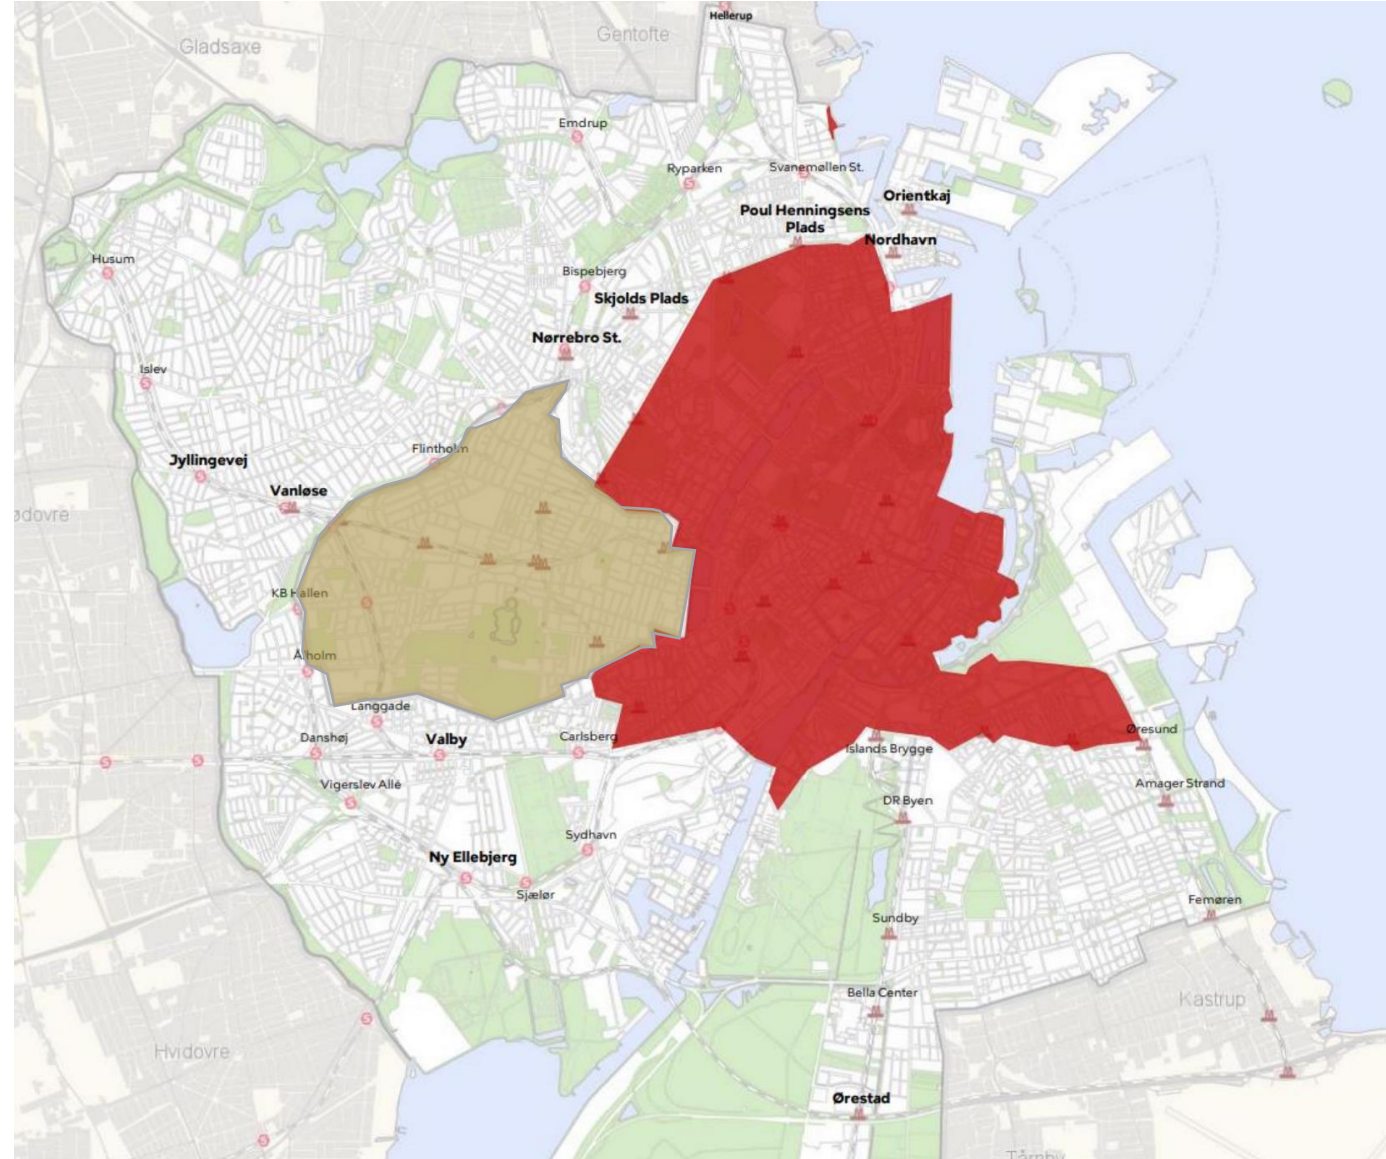 Hellerup
Gladsaxe
Gentofte
Emdrup
Ryparken
Svanemøllen St.
Orientkaj
Poul Henningsens
Plads
Nordhavn
Husum
Bispebjerg
Skjolds Plads
Nørrebro St.
Islev
Flintholm
Jyllingevej
Vanløse
ødovre
KB Hallen
Ålholm
Langgade
Danshøj
Valby
Carlsberg
Islands Brygge
Øresund
Vigerslev Allé
Amager Strand
DR Byen
Sydhavn
Ny Ellebjerg
Sjælør
Femøren
Sundby
Bella Center
Kastrup
Hvidovre
Ørestad
Tårnby